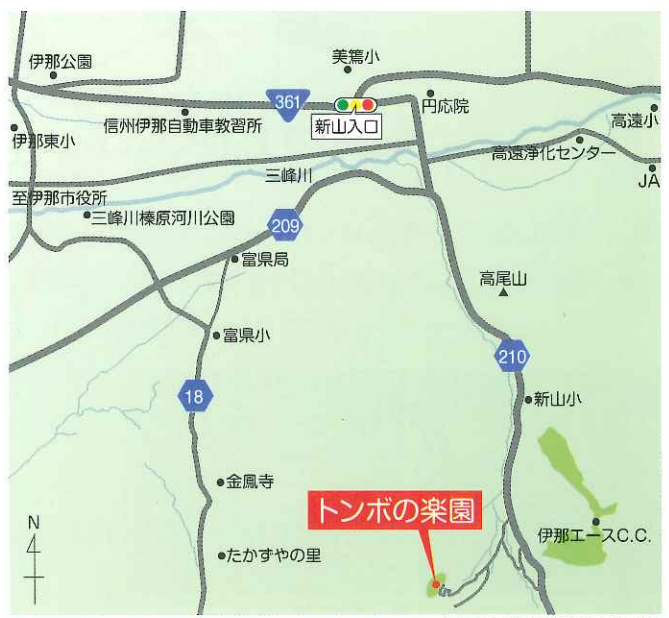 伊那公園
美篶小
361
円応院
信州伊那自動車教習所
新山入口
高遠小
伊那東小
高遠浄化センター
三峰川
JA
至伊那市役所
三峰川榛原河川公園
209
富県局
高尾山
富県小
210
18
新山小
金鳳寺
トンボの楽園
N
伊那エースC.C.
たかずやの里